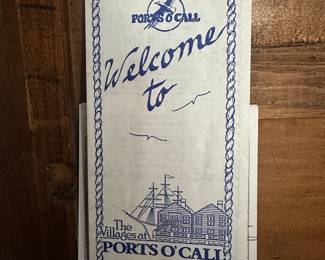 PORTS O' CALL
Welcome
to
The
Villages at
PORTS O' CALL